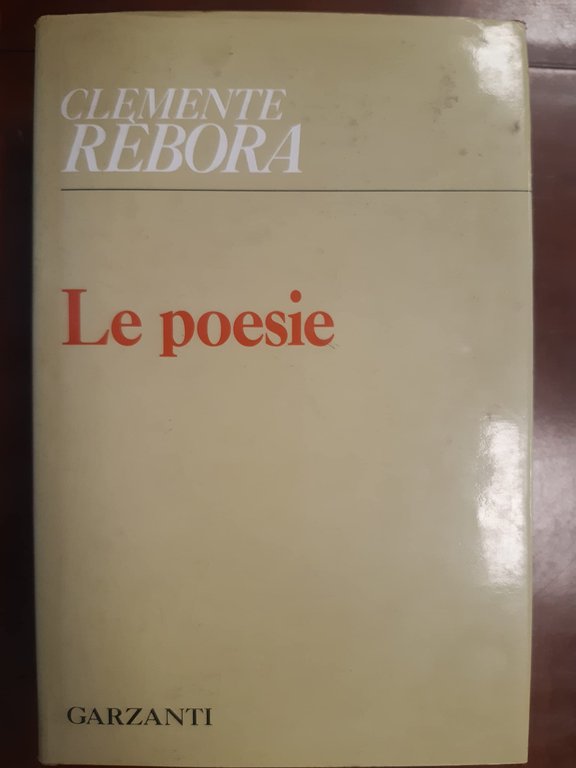 CLEMENTE
RÈBORA
Le poesie
GARZANTI